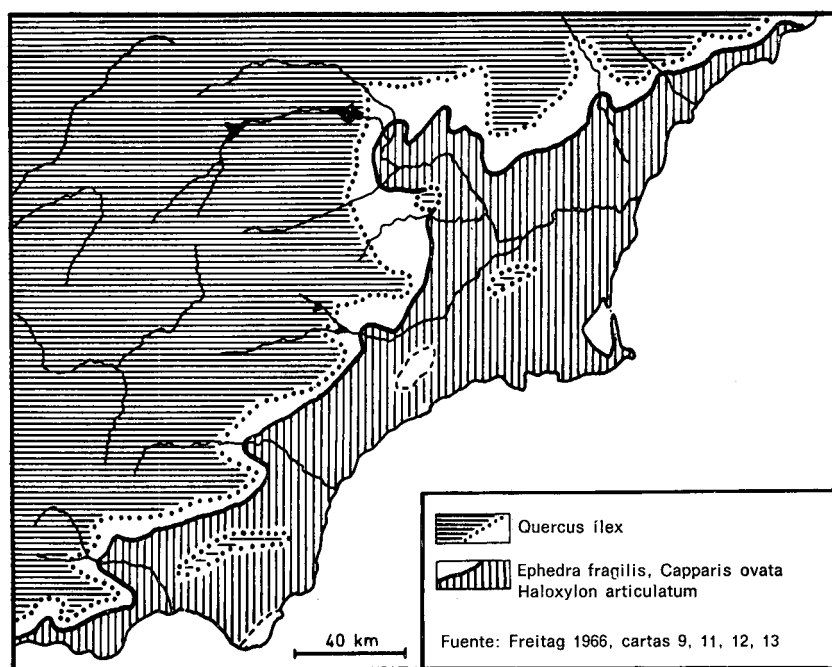 40 km
Quercus ílex
Ephedra fragilis, Capparis ovata
Haloxylon articulatum
Fuente: Freitag 1966, cartas 9, 11, 12, 13